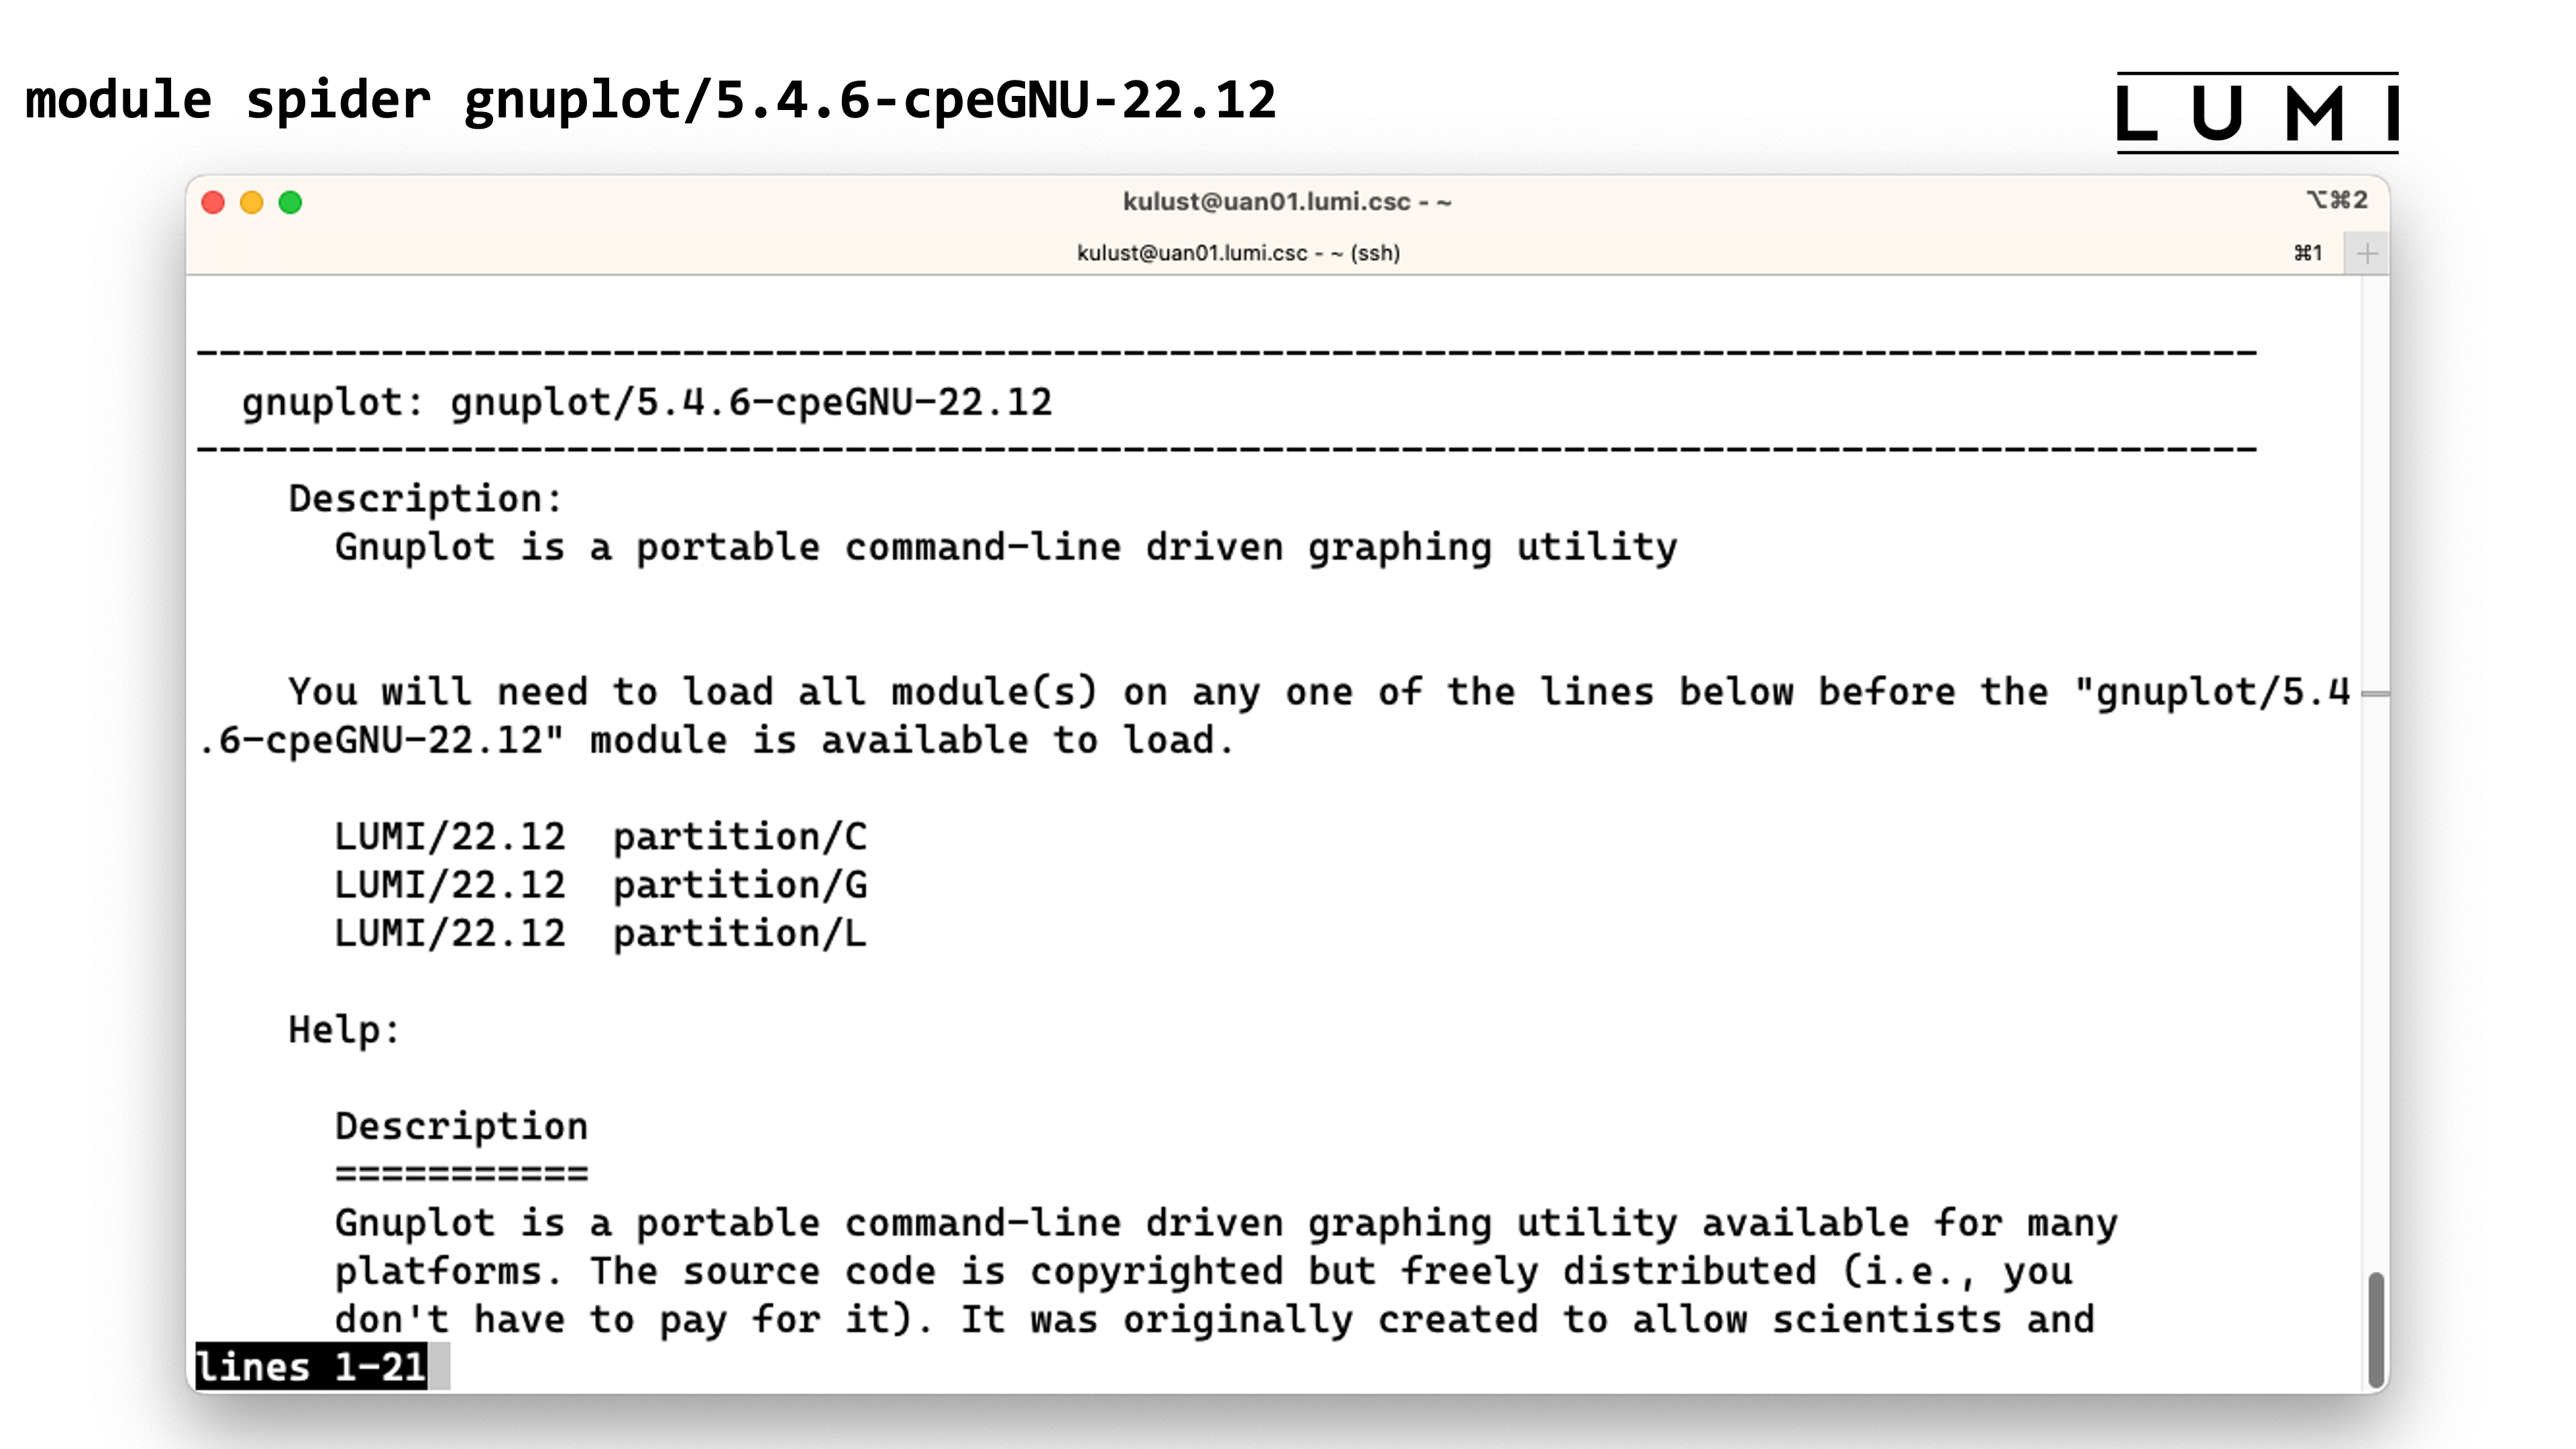 module spider gnuplot/5.4.6-cpeGNU-22.12
LUMI
kulust@uan01.lumi.csc - ~
⌥⌘2
kulust@uan01.lumi.csc - ~ (ssh)
⌘1
+
-----------------------------------------------------------------------------------------
gnuplot: gnuplot/5.4.6-cpeGNU-22.12
-----------------------------------------------------------------------------------------
Description:
Gnuplot is a portable command-line driven graphing utility
You will need to load all module(s) on any one of the lines below before the "gnuplot/5.4
.6-cpeGNU-22.12" module is available to load.
LUMI/22.12  partition/C
LUMI/22.12  partition/G
LUMI/22.12  partition/L
Help:
Description
===========
Gnuplot is a portable command-line driven graphing utility available for many
platforms. The source code is copyrighted but freely distributed (i.e., you
don't have to pay for it). It was originally created to allow scientists and
lines 1-21